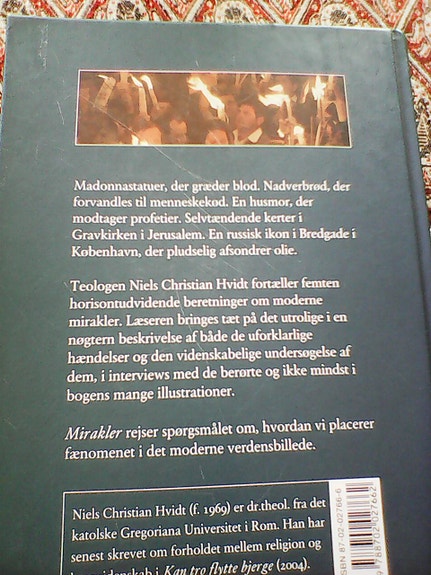 Madonnastatuer, der græder blod. Nadverbrød, der
forvandles til menneskekød. En husmor, der
modtager profetier. Selvtændende kerter i
Gravkirken i Jerusalem. En russisk ikon i Bredgade i
København, der pludselig afsondrer olie.
Teologen Niels Christian Hvidt fortæller femten
horisontudvidende beretninger om moderne
mirakler. Læseren bringes tæt på det utrolige i en
nøgtern beskrivelse af både de uforklarlige
hændelser og den videnskabelige undersøgelse af
dem, i interviews med de berørte og ikke mindst i
bogens mange illustrationer.
Mirakler rejser spørgsmålet om, hvordan vi placerer
fænomenet i det moderne verdensbillede.
Niels Christian Hvidt (f. 1969) er dr.theol. fra det
katolske Gregoriana Universitet i Rom. Han har
senest skrevet om forholdet mellem religion og
i Kan tro flytte bjerge (2004).
ISBN 87-02-02766-6